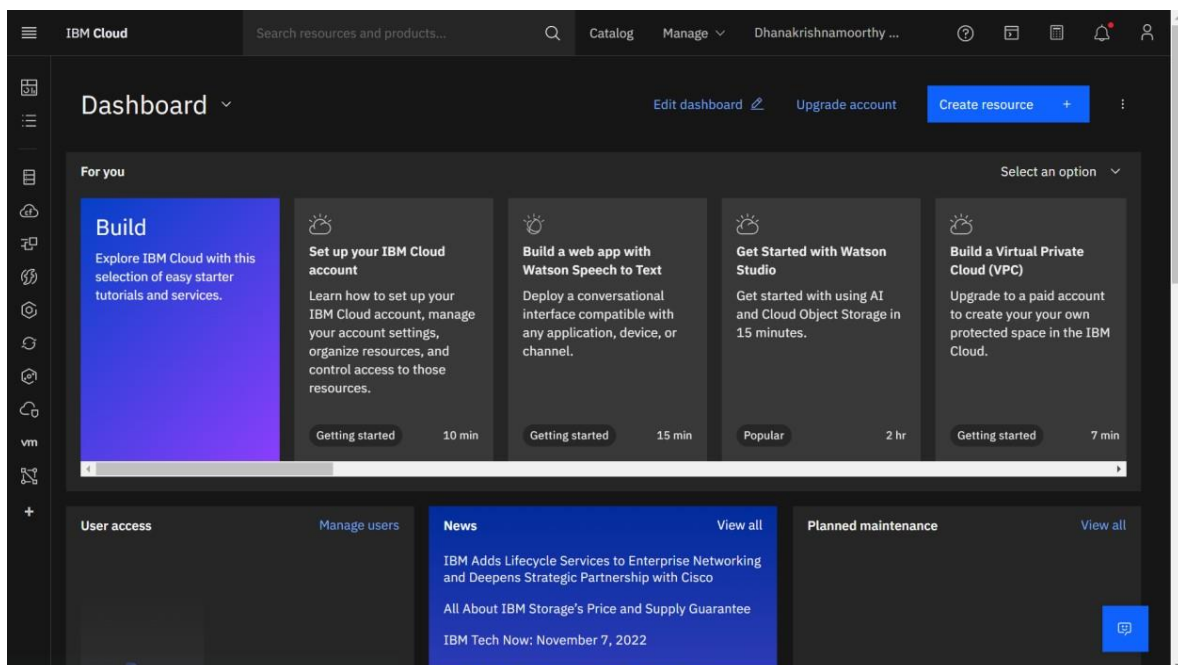 IBM Cloud
Search resources and products...
Catalog
Manage
Dhanakrishnamoorthy ...
Dashboard
Edit dashboard
Upgrade account
Create resource +
For you
Select an option
Build
Explore IBM Cloud with this
selection of easy starter
tutorials and services.
Set up your IBM Cloud
account
Learn how to set up your
IBM Cloud account, manage
your account settings,
organize resources, and
control access to those
resources.
Getting started
10 min
Build a web app with
Watson Speech to Text
Deploy a conversational
interface compatible with
any application, device, or
channel.
Getting started
15 min
Get Started with Watson
Studio
Get started with using AI
and Cloud Object Storage in
15 minutes.
Popular
2 hr
Build a Virtual Private
Cloud (VPC)
Upgrade to a paid account
to create your your own
protected space in the IBM
Cloud.
Getting started
7 min
vm
User access
Manage users
News
View all
IBM Adds Lifecycle Services to Enterprise Networking
and Deepens Strategic Partnership with Cisco
All About IBM Storage's Price and Supply Guarantee
IBM Tech Now: November 7, 2022
Planned maintenance
View all